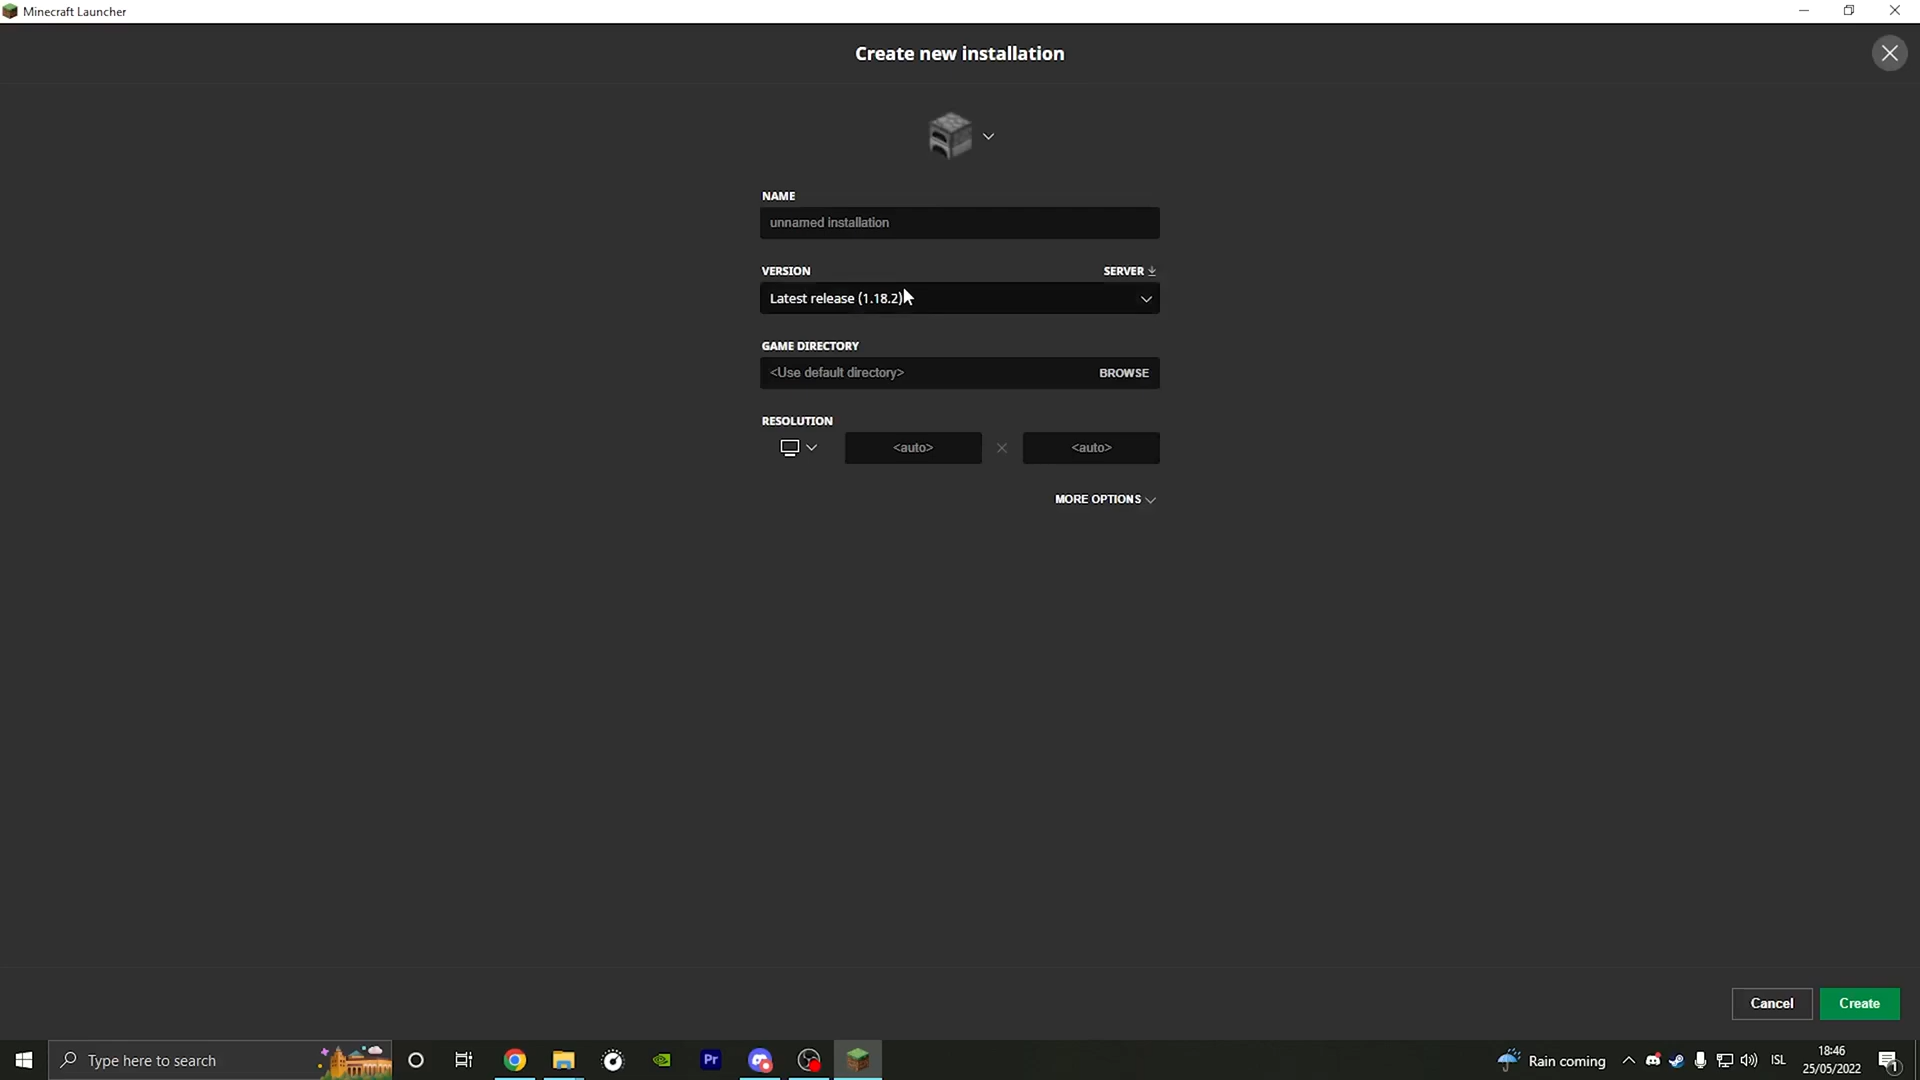 Minecraft Launcher
Create new installation
NAME
unnamed installation
VERSION
SERVER
Latest release (1.18.2)
GAME DIRECTORY
<Use default directory>
BROWSE
RESOLUTION
<auto>
<auto>
MORE OPTIONS
Cancel
Create
Type here to search
Pr
Rain coming
ISL
18:46
25/05/2022
1